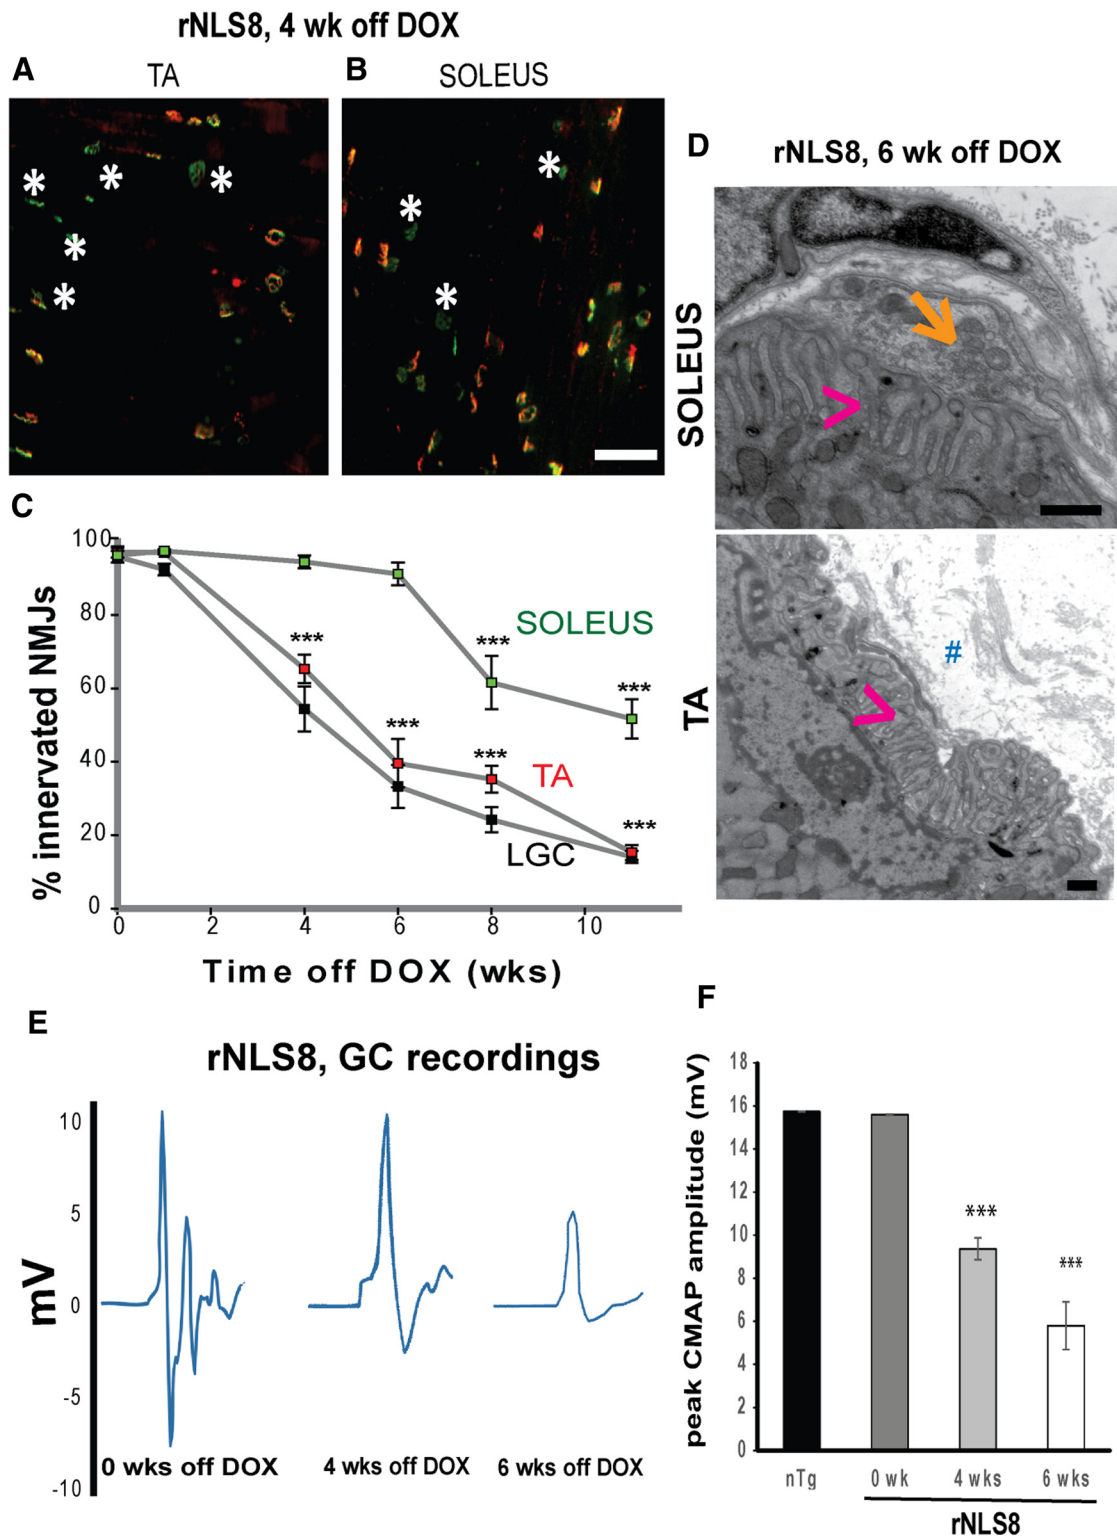 rNLS8, 4 wk off DOX
A
TA
B
SOLEUS
* * * * *
* * *
D
rNLS8, 6 wk off DOX
SOLEUS
TA
#
C
% innervated NMJs
100
80
60
40
20
0
0 2 4 6 8 10
Time off DOX (wks)
***
***
***
***
***
***
SOLEUS
TA
LGC
E
rNLS8, GC recordings
mV
10
5
0
-5
-10
0 wks off DOX
4 wks off DOX
6 wks off DOX
F
peak CMAP amplitude (mV)
18
16
14
12
10
8
6
4
2
0
***
***
nTg
0 wk
4 wks
6 wks
rNLS8